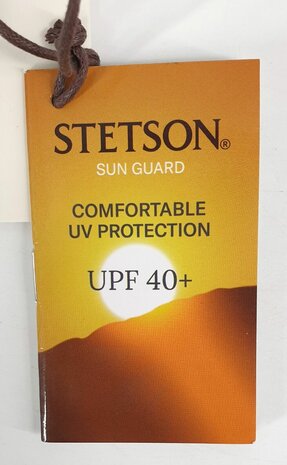 STETSON®
SUN GUARD
COMFORTABLE
UV PROTECTION
UPF 40+